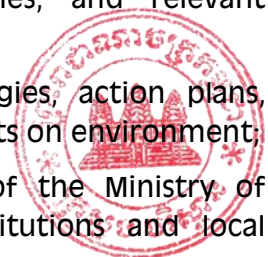 ies, and relevant
gies, action plans,
ts on environment;
of the Ministry of
itutions and local